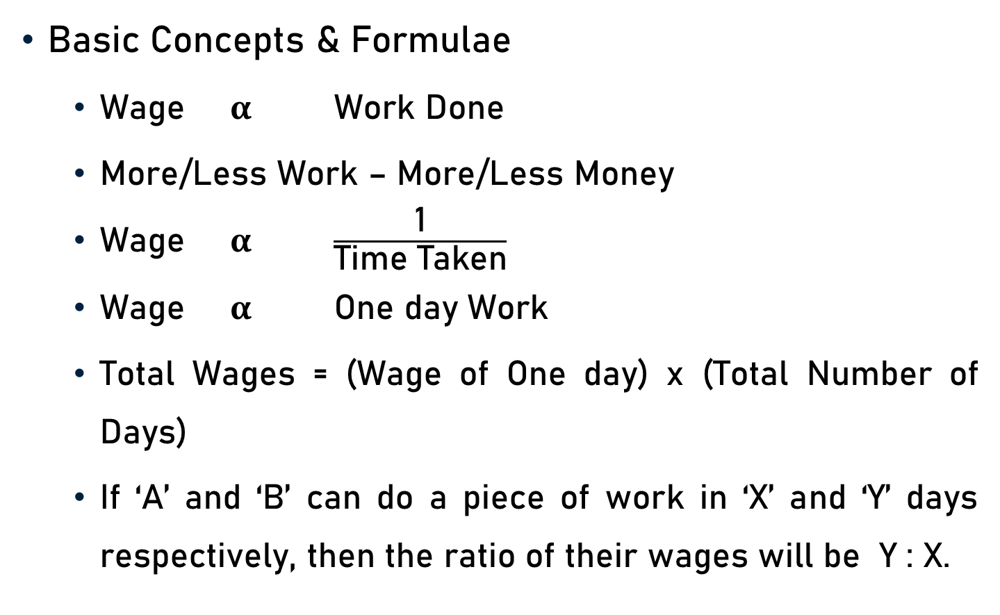 • Basic Concepts & Formulae
• Wage α Work Done
• More/Less Work – More/Less Money
• Wage α 1
Time Taken
• Wage α One day Work
• Total Wages = (Wage of One day) x (Total Number of
Days)
• If ‘A’ and ‘B’ can do a piece of work in ‘X’ and ‘Y’ days
respectively, then the ratio of their wages will be Y : X.